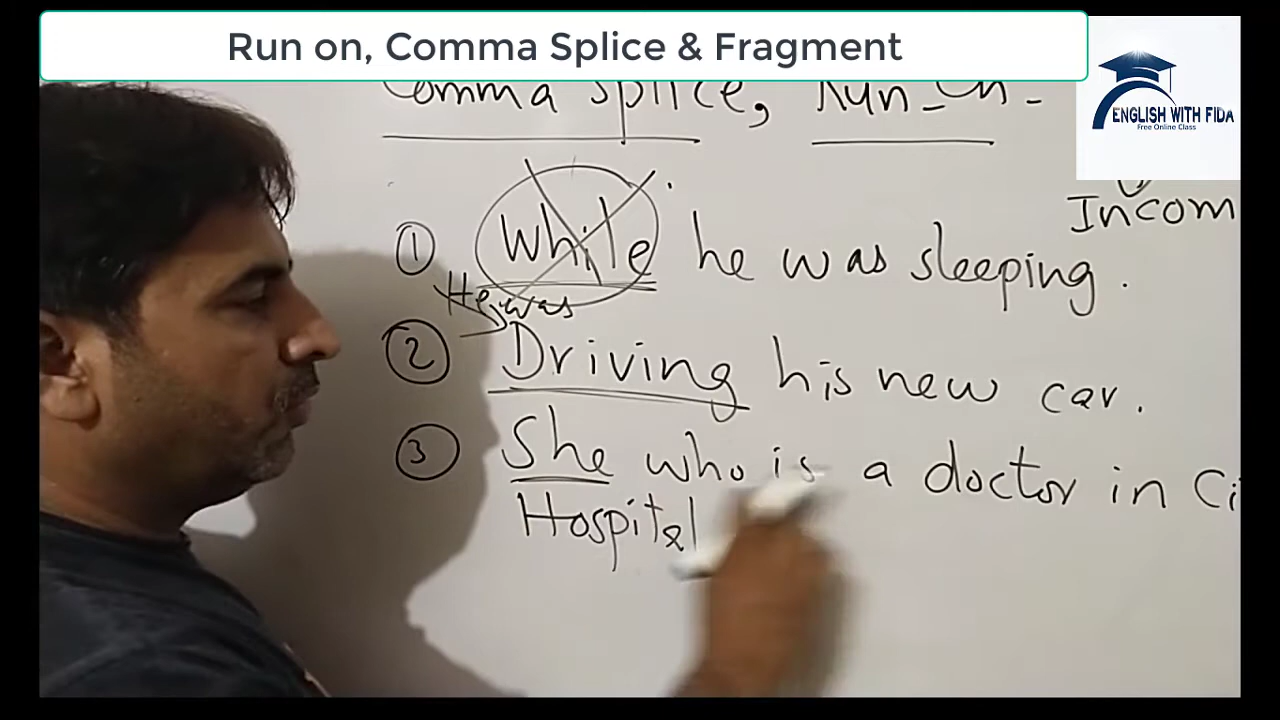 Run on, Comma Splice & Fragment
ENGLISH WITH FIDA
Free Online Class
Comma Splice, Run-On-
Incom
① While he was sleeping.
He was
② Driving his new car.
③ She who is a doctor in Ci
Hospital